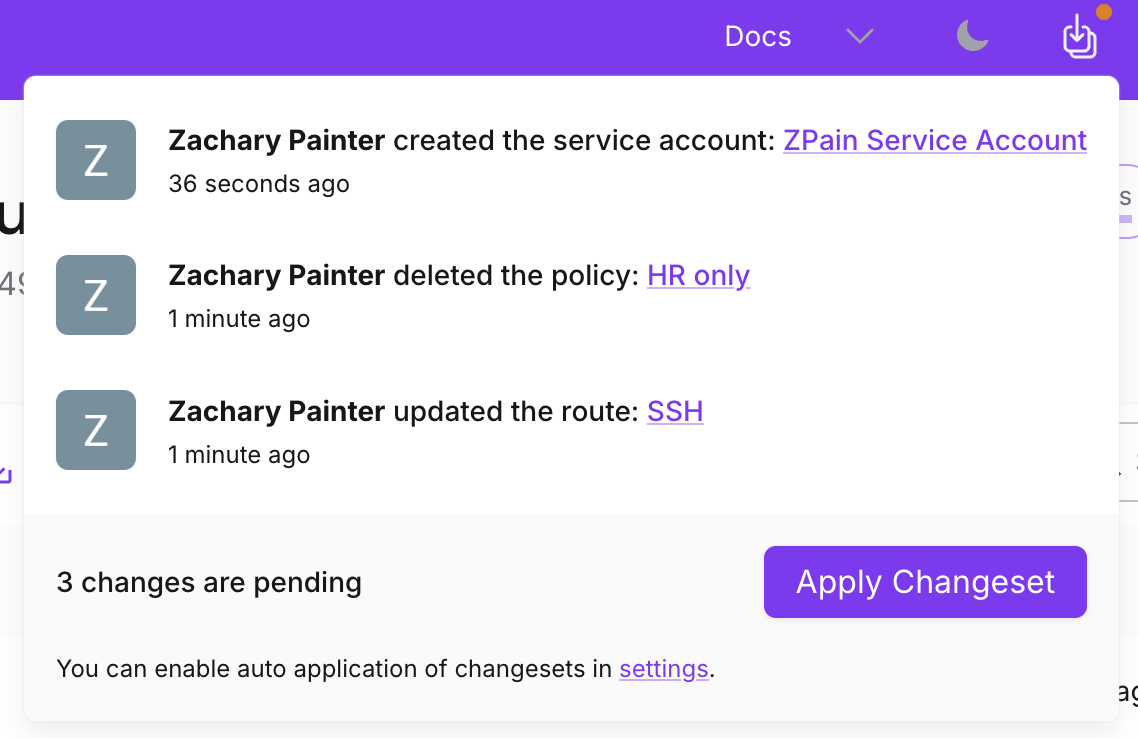 Docs
Z
Zachary Painter created the service account: ZPain Service Account
36 seconds ago
Z
Zachary Painter deleted the policy: HR only
1 minute ago
Z
Zachary Painter updated the route: SSH
1 minute ago
3 changes are pending
Apply Changeset
You can enable auto application of changesets in settings.